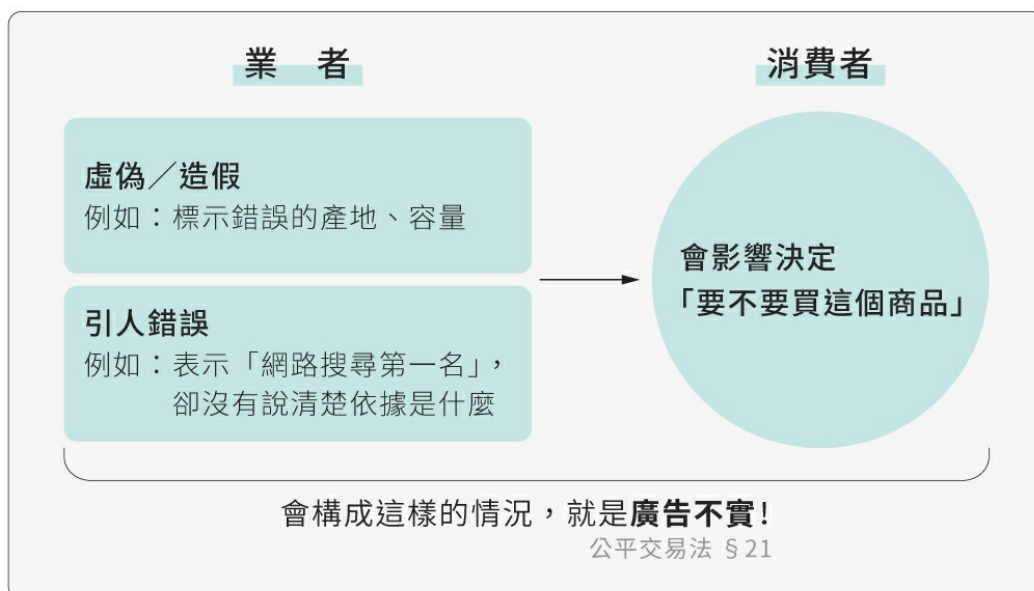 業　者
消費者
虛偽／造假
例如：標示錯誤的產地、容量
引人錯誤
例如：表示「網路搜尋第一名」，
卻沒有說清楚依據是什麼
會影響決定
「要不要買這個商品」
會構成這樣的情況，就是廣告不實！
公平交易法 §21